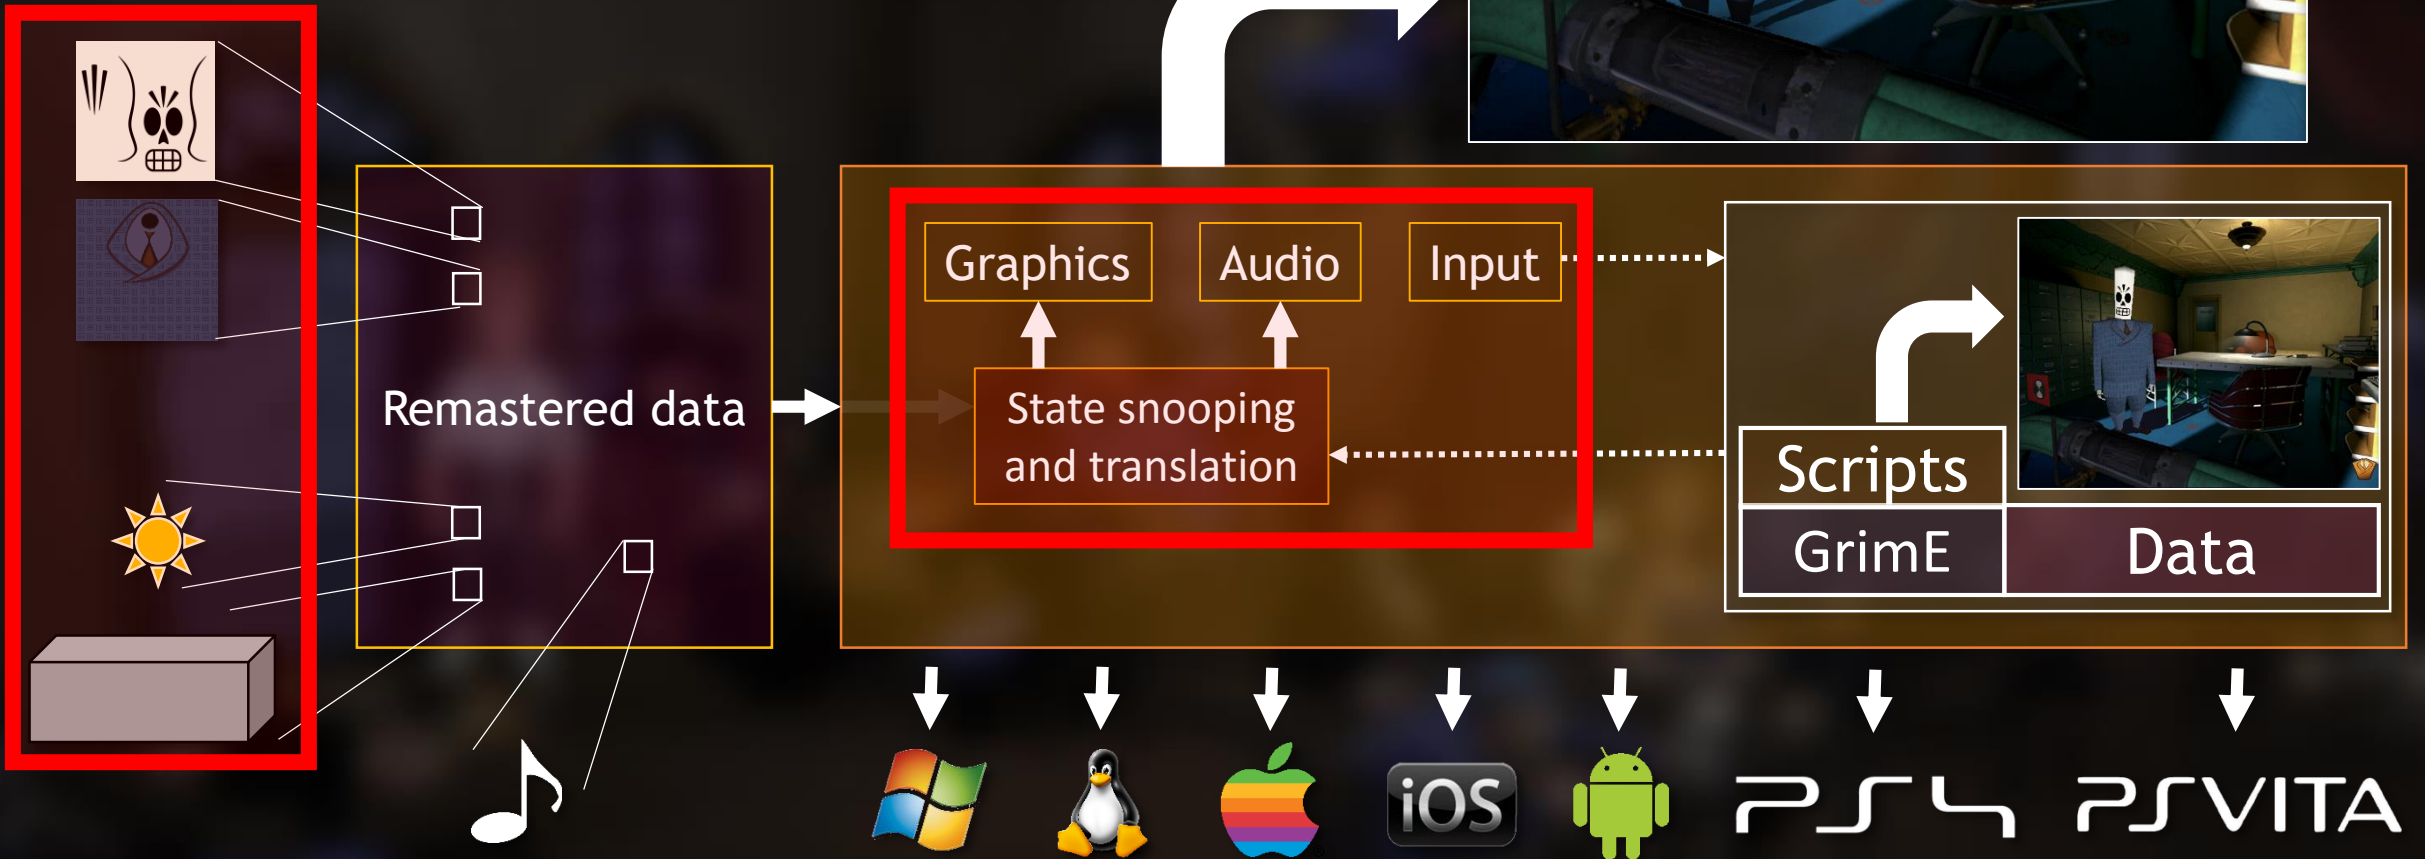 Graphics
Audio
Input
Remastered data
State snooping
and translation
Scripts
GrimE
Data
iOS
PS4
PSVITA